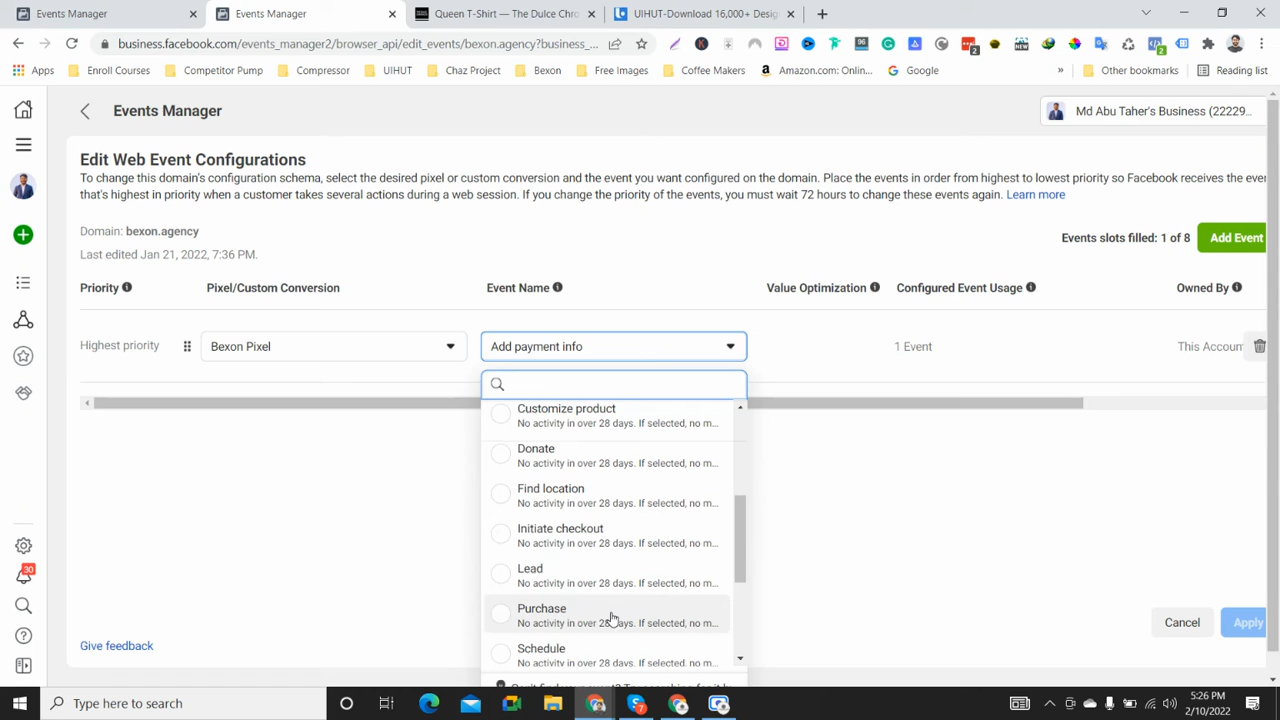 Events Manager
Events Manager
Queen T-Shirt — The Dulce Chro
UIHUT-Download 16,000+ Desig
business.facebook.com/events_manager2/browser_api/edit_events/bexon.agency?business_...
Apps
Enroll Courses
Competitor Pump
Compressor
UIHUT
Chaz Project
Bexon
Free Images
Coffee Makers
Amazon.com: Onlin...
Google
»
Other bookmarks
Reading list
Events Manager
Md Abu Taher's Business (22229...
Edit Web Event Configurations
To change this domain's configuration schema, select the desired pixel or custom conversion and the event you want configured on the domain. Place the events in order from highest to lowest priority so Facebook receives the ever
that's highest in priority when a customer takes several actions during a web session. If you change the priority of the events, you must wait 72 hours to change these events again. Learn more
Domain: bexon.agency
Last edited Jan 21, 2022, 7:36 PM.
Events slots filled: 1 of 8
Add Event
Priority
Pixel/Custom Conversion
Event Name
Value Optimization
Configured Event Usage
Owned By
Highest priority
Bexon Pixel
Add payment info
1 Event
This Accoun
Customize product
No activity in over 28 days. If selected, no m...
Donate
No activity in over 28 days. If selected, no m...
Find location
No activity in over 28 days. If selected, no m...
Initiate checkout
No activity in over 28 days. If selected, no m...
Lead
No activity in over 28 days. If selected, no m...
Purchase
No activity in over 28 days. If selected, no m...
Schedule
No activity in over 28 days. If selected, no m...
30
Cancel
Apply
Give feedback
Type here to search
5:26 PM
2/10/2022